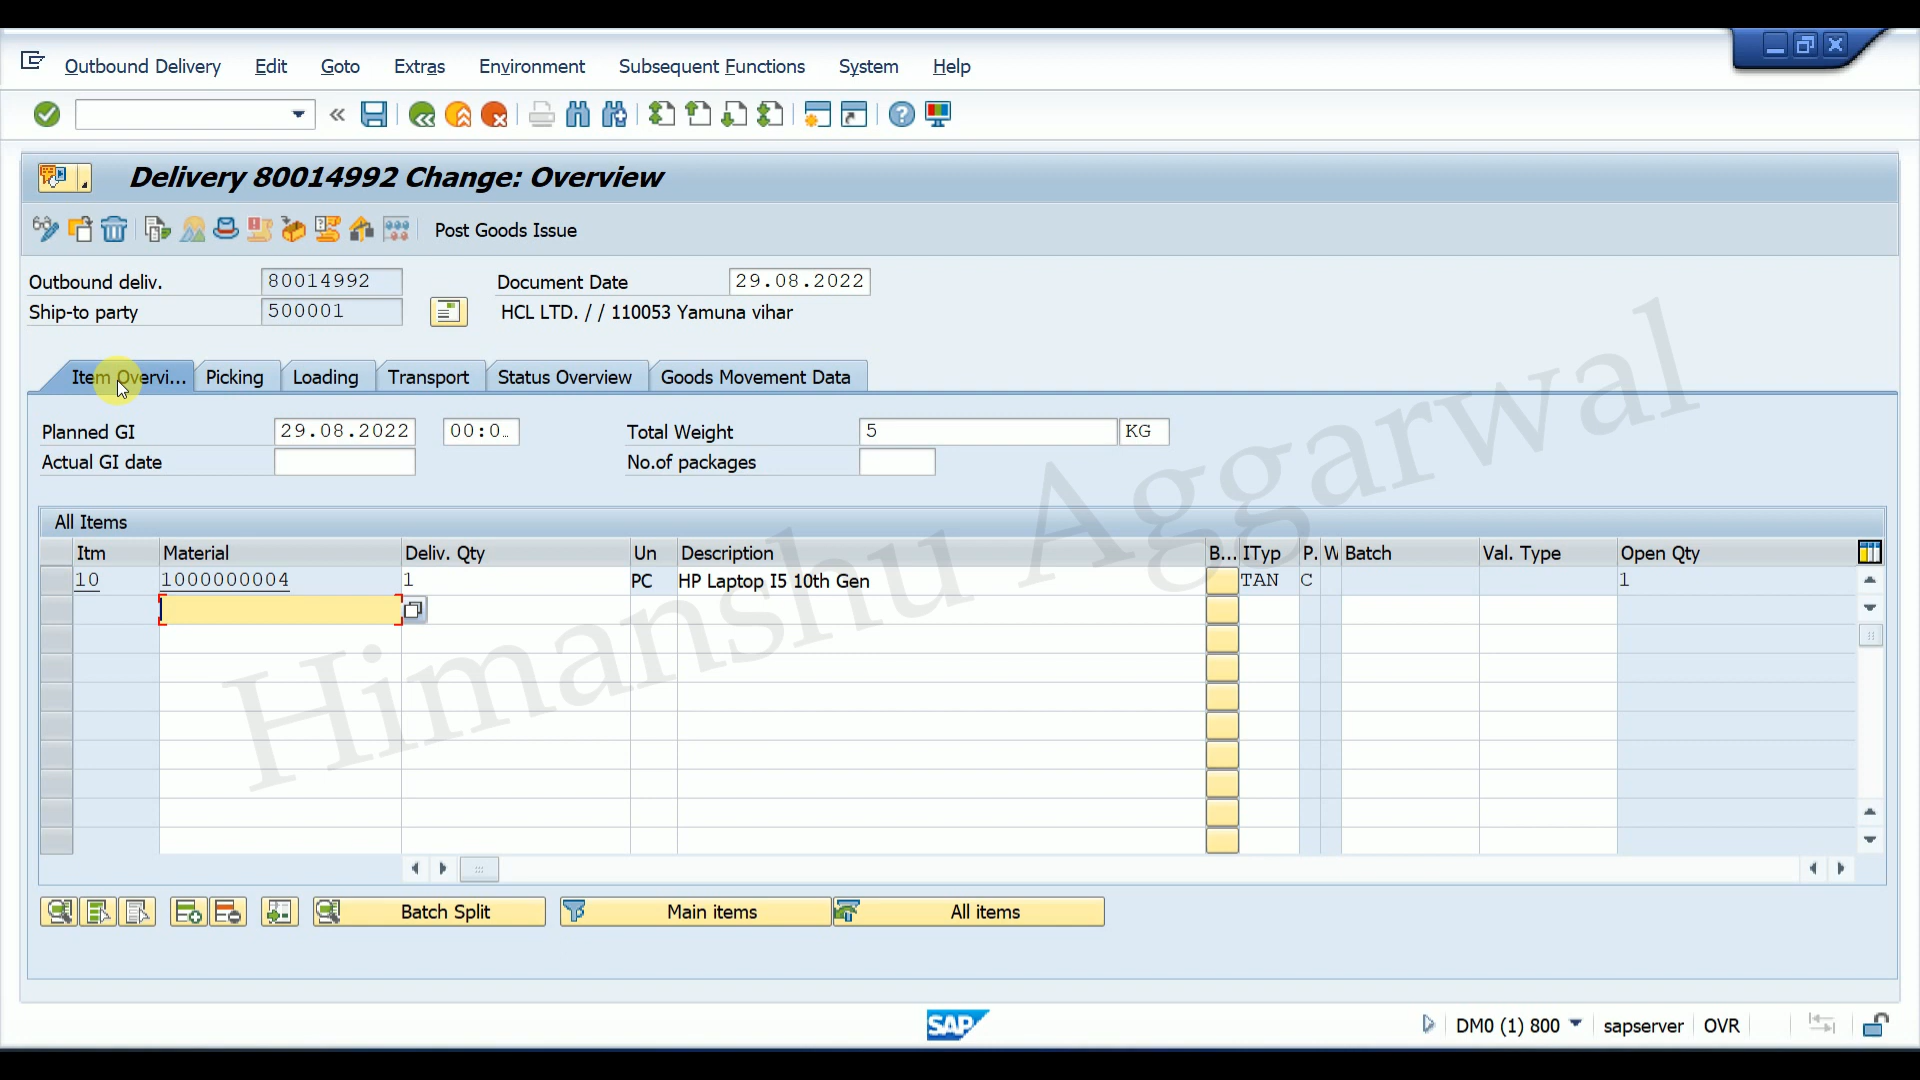 Outbound Delivery Edit Goto Extras Environment Subsequent Functions System Help
Delivery 80014992 Change: Overview
Post Goods Issue
Outbound deliv. 80014992 Document Date 29.08.2022
Ship-to party 500001 HCL LTD. / / 110053 Yamuna vihar
Item Overvi... Picking Loading Transport Status Overview Goods Movement Data
Planned GI 29.08.2022 00:0.. Total Weight 5 KG
Actual GI date No.of packages
All Items
Itm Material Deliv. Qty Un Description B... ITyp P. W Batch Val. Type Open Qty
10 1000000004 1 PC HP Laptop I5 10th Gen TAN C 1
Himanshu Aggarwal
Batch Split Main items All items
SAP DM0 (1) 800 sapserver OVR